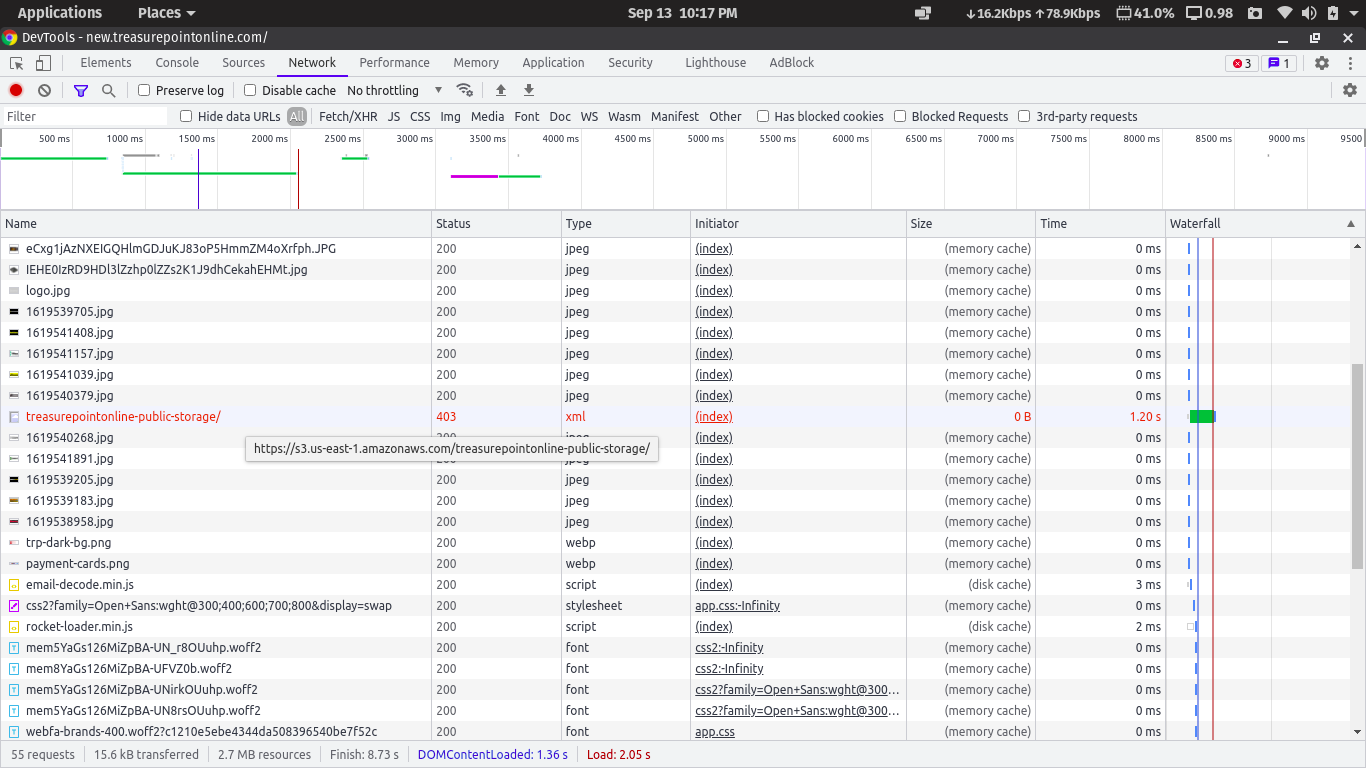 Applications Places Sep 13 10:17 PM ↓16.2Kbps ↑78.9Kbps 41.0% 0.98
DevTools - new.treasurepointonline.com/
Elements Console Sources Network Performance Memory Application Security Lighthouse AdBlock 3 1
Preserve log Disable cache No throttling
Filter Hide data URLs All Fetch/XHR JS CSS Img Media Font Doc WS Wasm Manifest Other Has blocked cookies Blocked Requests 3rd-party requests
500 ms 1000 ms 1500 ms 2000 ms 2500 ms 3000 ms 3500 ms 4000 ms 4500 ms 5000 ms 5500 ms 6000 ms 6500 ms 7000 ms 7500 ms 8000 ms 8500 ms 9000 ms 9500
Name Status Type Initiator Size Time Waterfall
eCxg1jAzNXEIGQHlmGDJuKJ83oP5HmmZM4oXrfph.JPG 200 jpeg (index) (memory cache) 0 ms
IEHE0IzRD9HDl3lZzhp0lZZs2K1J9dhCekahEHMt.jpg 200 jpeg (index) (memory cache) 0 ms
logo.jpg 200 jpeg (index) (memory cache) 0 ms
1619539705.jpg 200 jpeg (index) (memory cache) 0 ms
1619541408.jpg 200 jpeg (index) (memory cache) 0 ms
1619541157.jpg 200 jpeg (index) (memory cache) 0 ms
1619541039.jpg 200 jpeg (index) (memory cache) 0 ms
1619540379.jpg 200 jpeg (index) (memory cache) 0 ms
treasurepointonline-public-storage/ 403 xml (index) 0 B 1.20 s
1619540268.jpg 200 jpeg (index) (memory cache) 0 ms
https://s3.us-east-1.amazonaws.com/treasurepointonline-public-storage/
1619541891.jpg 200 jpeg (index) (memory cache) 0 ms
1619539205.jpg 200 jpeg (index) (memory cache) 0 ms
1619539183.jpg 200 jpeg (index) (memory cache) 0 ms
1619538958.jpg 200 jpeg (index) (memory cache) 0 ms
trp-dark-bg.png 200 webp (index) (memory cache) 0 ms
payment-cards.png 200 webp (index) (memory cache) 0 ms
email-decode.min.js 200 script (index) (disk cache) 3 ms
css2?family=Open+Sans:wght@300;400;600;700;800&display=swap 200 stylesheet app.css:-Infinity (memory cache) 0 ms
rocket-loader.min.js 200 script (index) (disk cache) 2 ms
mem5YaGs126MiZpBA-UN_r8OUuhp.woff2 200 font css2:-Infinity (memory cache) 0 ms
mem8YaGs126MiZpBA-UFVZ0b.woff2 200 font css2:-Infinity (memory cache) 0 ms
mem5YaGs126MiZpBA-UNirkOUuhp.woff2 200 font css2?family=Open+Sans:wght@300... (memory cache) 0 ms
mem5YaGs126MiZpBA-UN8rsOUuhp.woff2 200 font css2?family=Open+Sans:wght@300... (memory cache) 0 ms
webfa-brands-400.woff2?c1210e5ebe4344da508396540be7f52c 200 font app.css (memory cache) 0 ms
55 requests 15.6 kB transferred 2.7 MB resources Finish: 8.73 s DOMContentLoaded: 1.36 s Load: 2.05 s